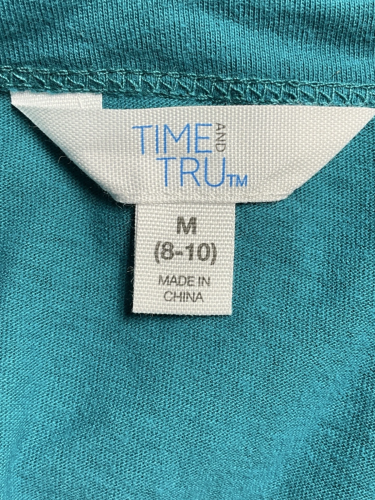 TIME AND
TRU™
M
(8-10)
MADE IN
CHINA